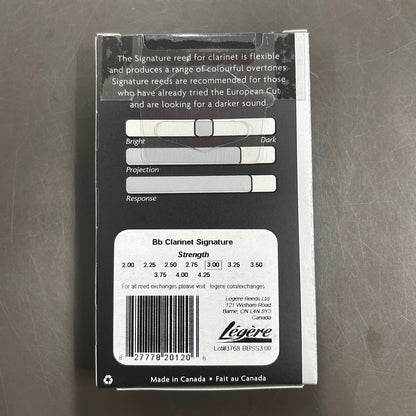 The Signature reed for clarinet is flexible
and produces a range of colourful overtones.
Signature reeds are recommended for those
who have already tried the European Cut
and are looking for a darker sound.
Bright Dark
Projection
Response
Bb Clarinet Signature
Strength
2.00 2.25 2.50 2.75 3.00 3.25 3.50
3.75 4.00 4.25
For all reed exchanges please visit legere.com/exchanges
Légère Reeds Ltd.
121 Welham Road
Barrie, ON L4N 8Y3
Canada
Légère
8 27778 20120 6
Lot#3768 BBSS3.00
Made in Canada • Fait au Canada